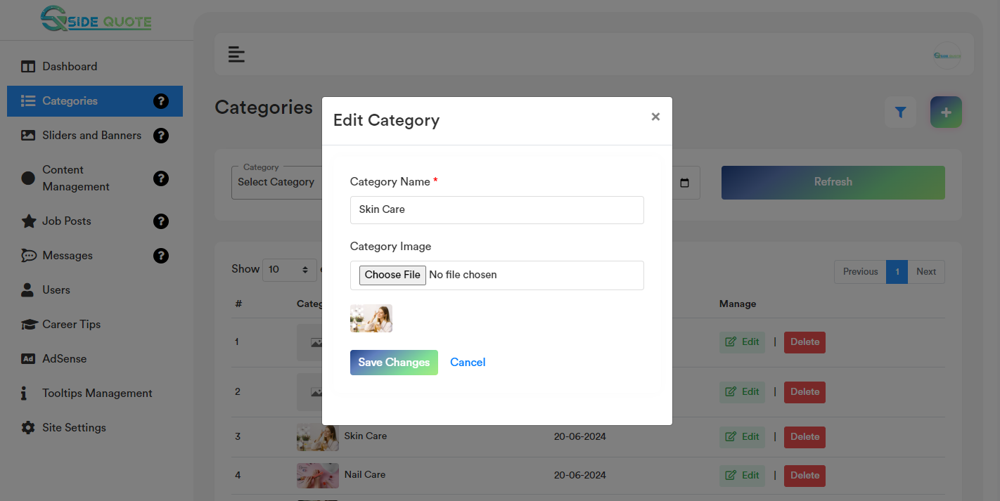 SIDE QUOTE
Dashboard
Categories ?
Sliders and Banners ?
Content
Management ?
Job Posts ?
Messages ?
Users
Career Tips
Ad AdSense
Tooltips Management
Site Settings
Categories
Category
Select Category
Refresh
Show 10
Previous 1 Next
# Categ Manage
1 Edit | Delete
2 Edit | Delete
3 Skin Care 20-06-2024 Edit | Delete
4 Nail Care 20-06-2024 Edit | Delete
Edit Category ×
Category Name *
Skin Care
Category Image
Choose File No file chosen
Save Changes Cancel